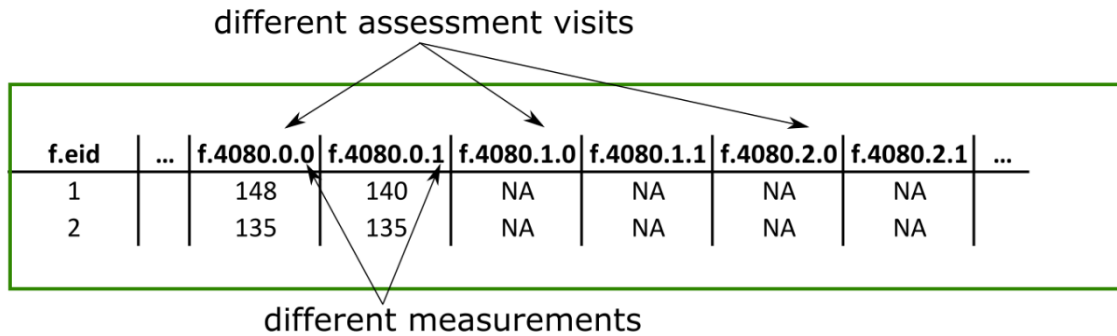 different assessment visits
f.eid ... f.4080.0.0 f.4080.0.1 f.4080.1.0 f.4080.1.1 f.4080.2.0 f.4080.2.1 ...
1 148 140 NA NA NA NA
2 135 135 NA NA NA NA
different measurements